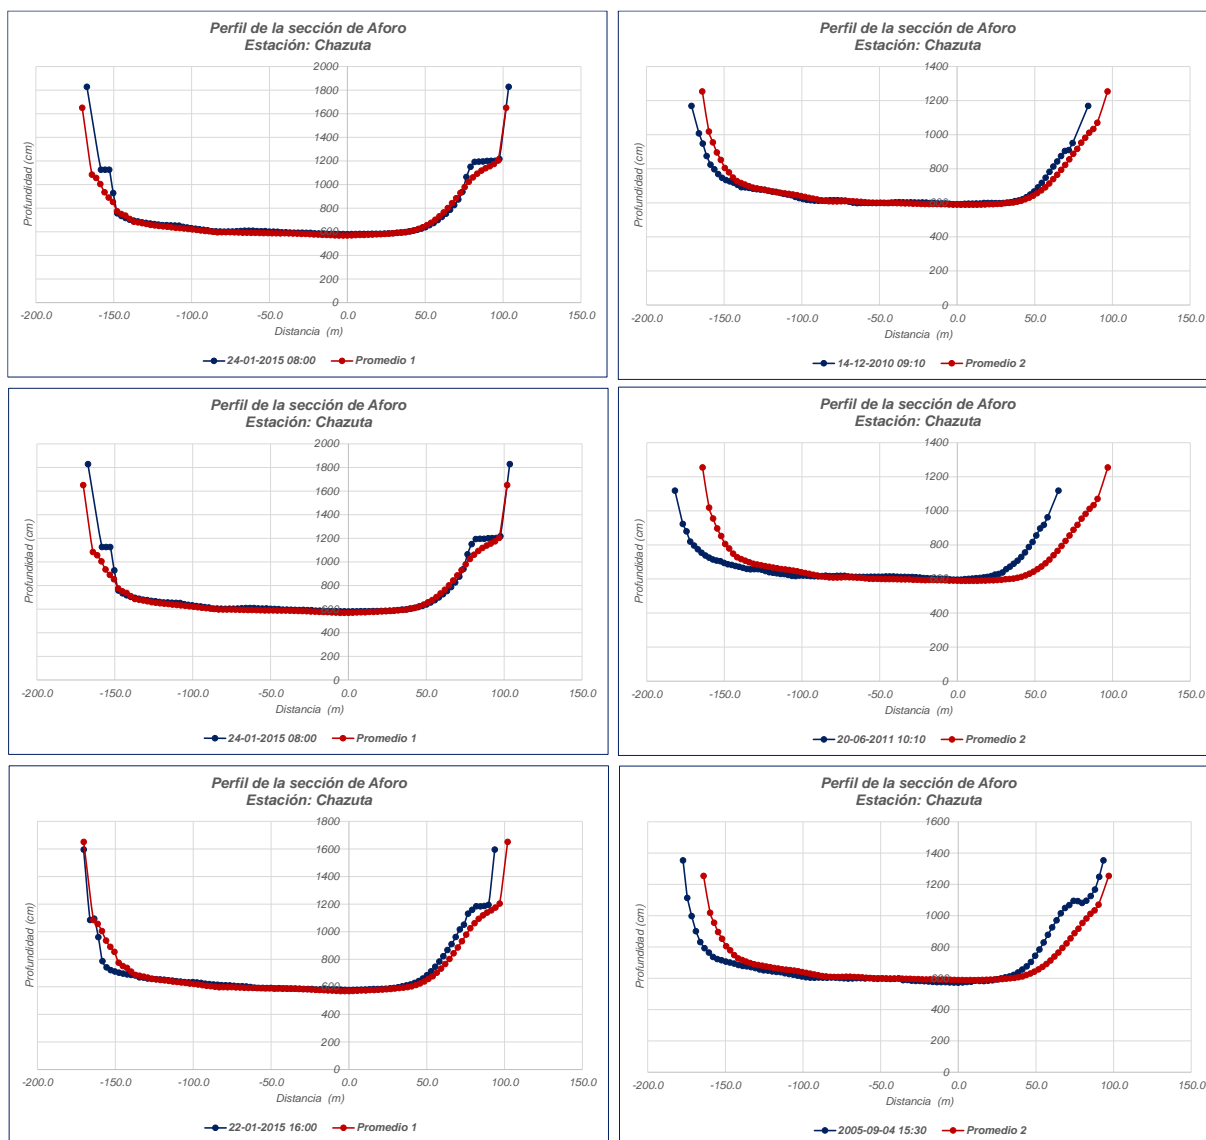 Perfil de la sección de Aforo
Estación: Chazuta
Profundidad (cm)
2000
1800
1600
1400
1200
1000
800
600
400
200
0
-200.0 -150.0 -100.0 -50.0 0.0 50.0 100.0 150.0
Distancia (m)
24-01-2015 08:00 Promedio 1
Perfil de la sección de Aforo
Estación: Chazuta
Profundidad (cm)
1400
1200
1000
800
600
400
200
0
-200.0 -150.0 -100.0 -50.0 0.0 50.0 100.0 150.0
Distancia (m)
14-12-2010 09:10 Promedio 2
Perfil de la sección de Aforo
Estación: Chazuta
Profundidad (cm)
2000
1800
1600
1400
1200
1000
800
600
400
200
0
-200.0 -150.0 -100.0 -50.0 0.0 50.0 100.0 150.0
Distancia (m)
24-01-2015 08:00 Promedio 1
Perfil de la sección de Aforo
Estación: Chazuta
Profundidad (cm)
1400
1200
1000
800
600
400
200
0
-200.0 -150.0 -100.0 -50.0 0.0 50.0 100.0 150.0
Distancia (m)
20-06-2011 10:10 Promedio 2
Perfil de la sección de Aforo
Estación: Chazuta
Profundidad (cm)
1800
1600
1400
1200
1000
800
600
400
200
0
-200.0 -150.0 -100.0 -50.0 0.0 50.0 100.0 150.0
Distancia (m)
22-01-2015 16:00 Promedio 1
Perfil de la sección de Aforo
Estación: Chazuta
Profundidad (cm)
1600
1400
1200
1000
800
600
400
200
0
-200.0 -150.0 -100.0 -50.0 0.0 50.0 100.0 150.0
Distancia (m)
2005-09-04 15:30 Promedio 2